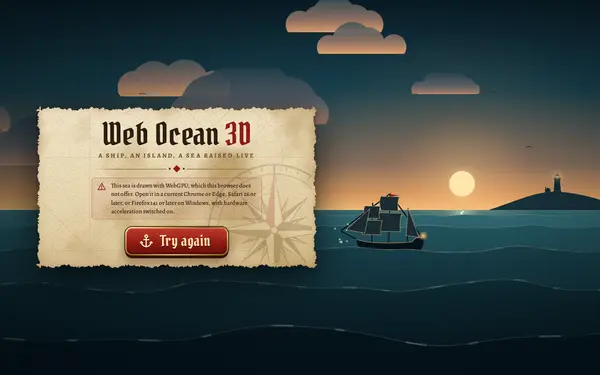 Web Ocean 3D
A SHIP, AN ISLAND, A SEA RAISED LIVE
This sea is drawn with WebGPU, which this browser does
not offer. Open it in a current Chrome or Edge, Safari 26 or
later, or Firefox 141 or later on Windows, with hardware
acceleration switched on.
Try again